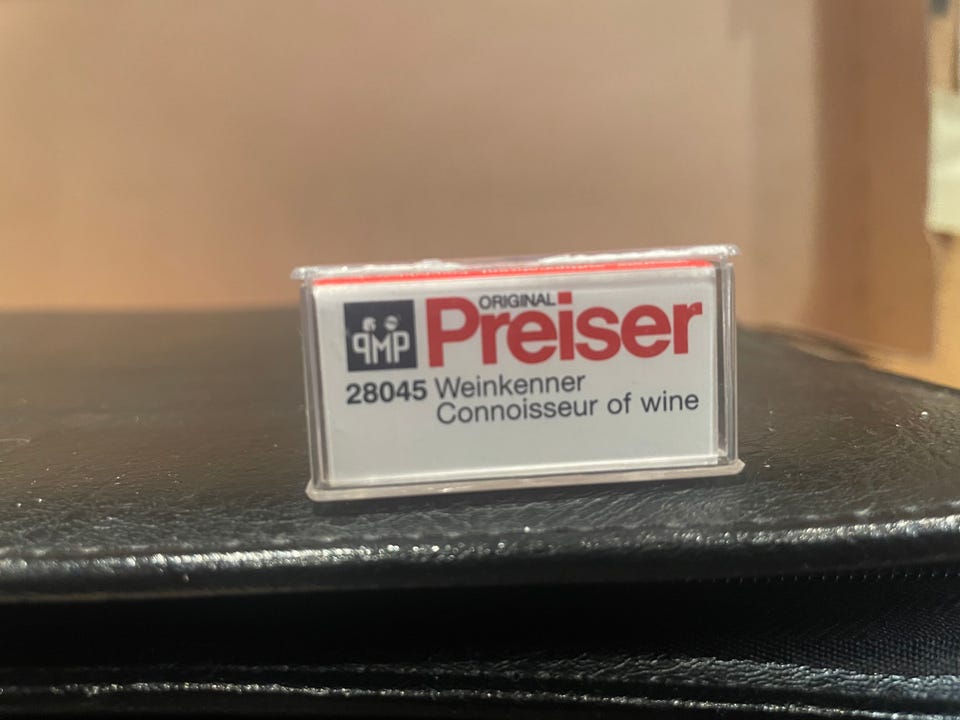 PMP
ORIGINAL
Preiser
28045 Weinkenner
Connoisseur of wine